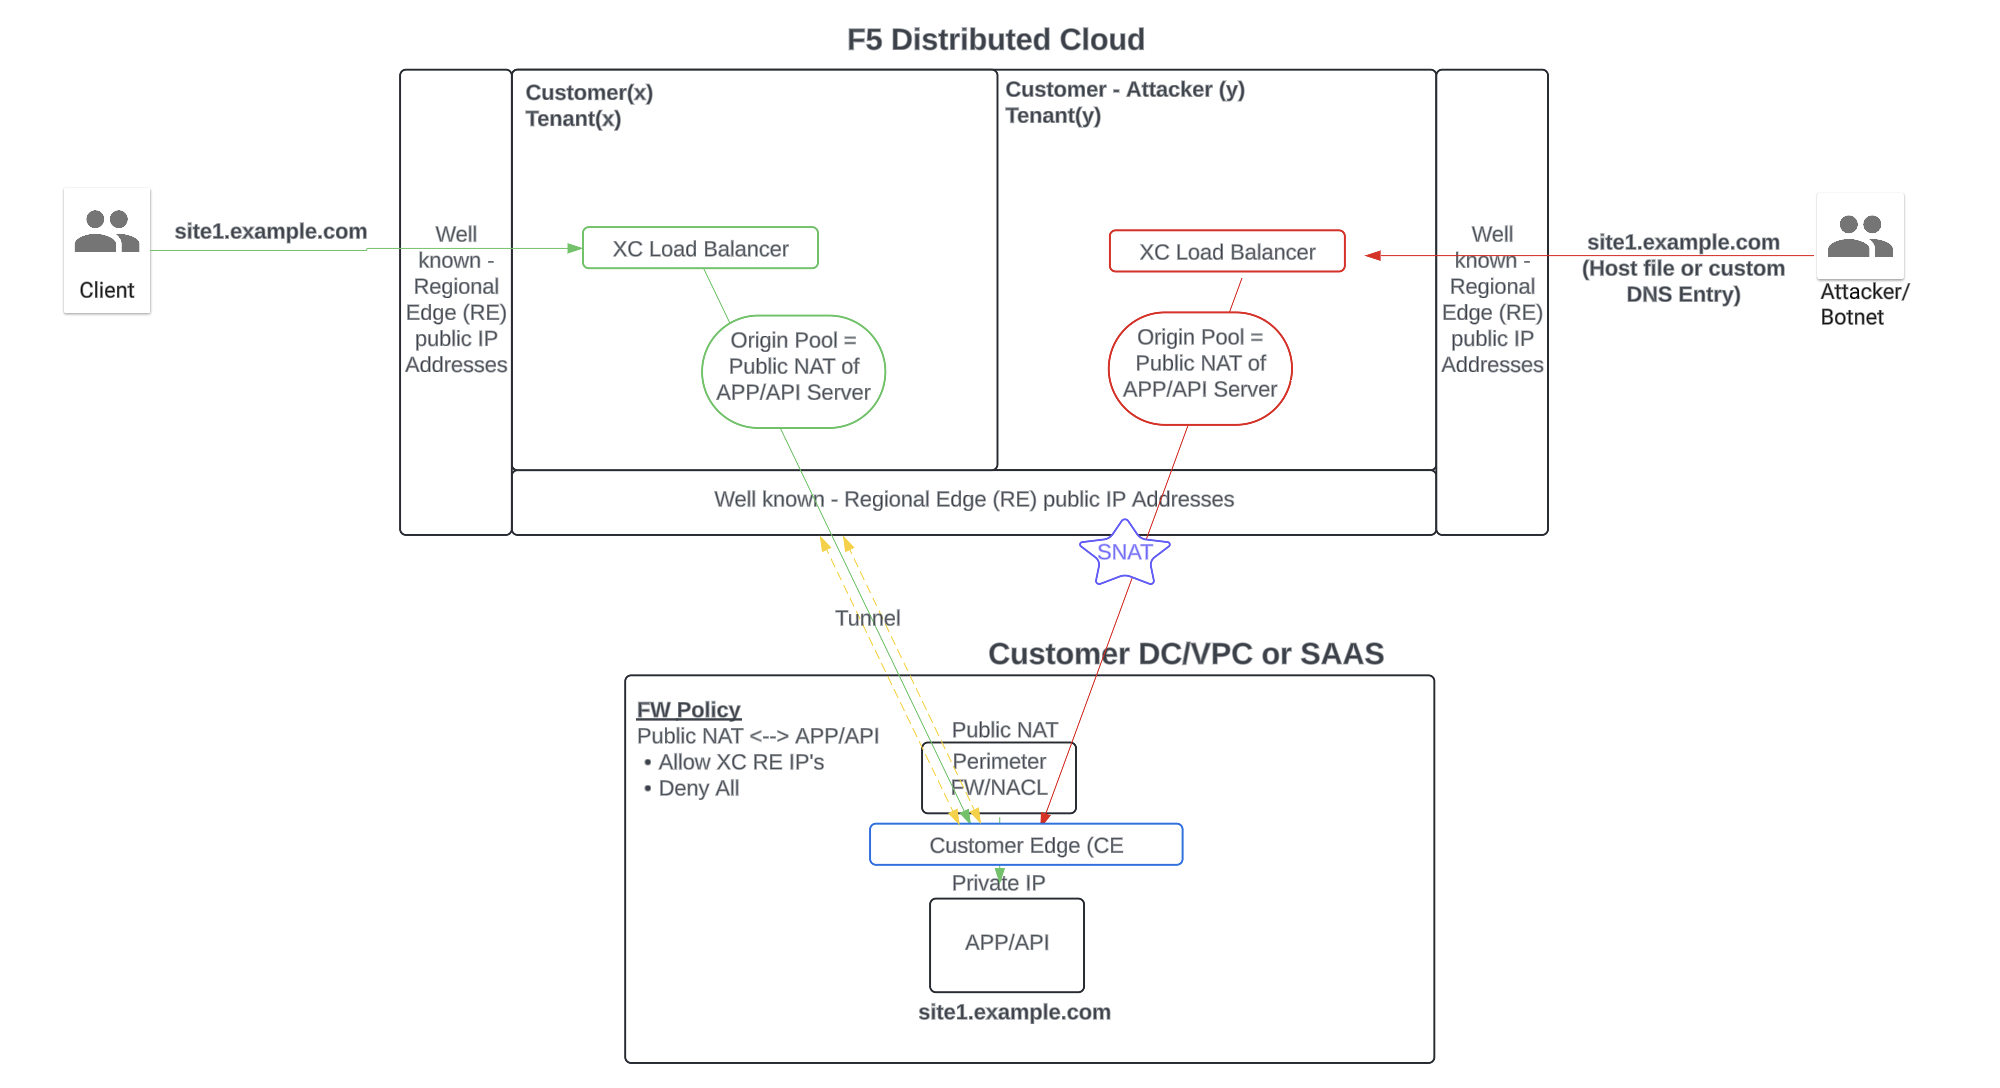 F5 Distributed Cloud
Customer(x)
Tenant(x)
Customer - Attacker (y)
Tenant(y)
Client
site1.example.com
Well
known -
Regional
Edge (RE)
public IP
Addresses
XC Load Balancer
Origin Pool =
Public NAT of
APP/API Server
XC Load Balancer
Origin Pool =
Public NAT of
APP/API Server
Well
known -
Regional
Edge (RE)
public IP
Addresses
site1.example.com
(Host file or custom
DNS Entry)
Attacker/
Botnet
Well known - Regional Edge (RE) public IP Addresses
SNAT
Tunnel
Customer DC/VPC or SAAS
FW Policy
Public NAT <--> APP/API
• Allow XC RE IP's
• Deny All
Public NAT
Perimeter
FW/NACL
Customer Edge (CE
Private IP
APP/API
site1.example.com